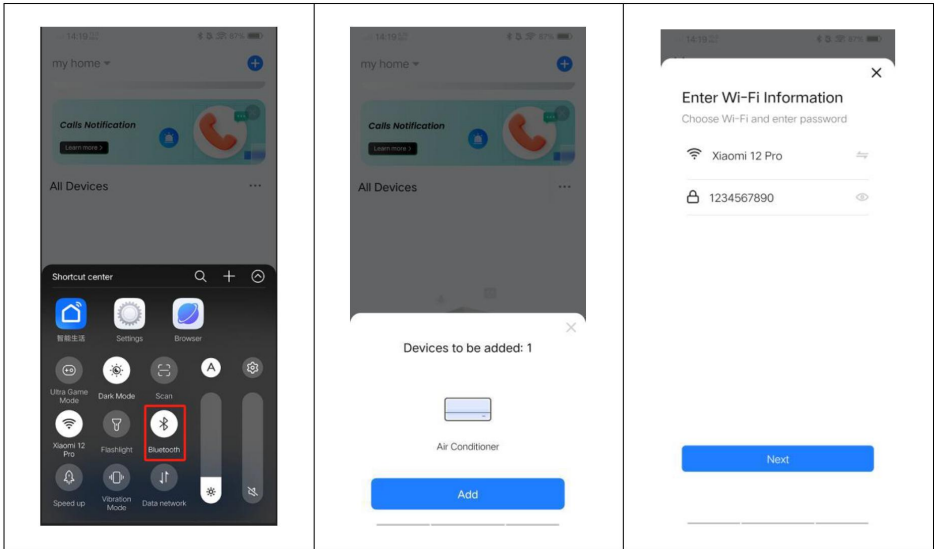 14:19
87%
my home
Calls Notification
Learn more >
All Devices
Shortcut center
智能生活
Settings
Browser
Ultra Game
Mode
Dark Mode
Scan
A
Xiaomi 12
Pro
Flashlight
Bluetooth
Speed up
Vibration
Mode
Data network
14:19
87%
my home
Calls Notification
Learn more >
All Devices
Devices to be added: 1
Air Conditioner
Add
14:19
87%
Enter Wi-Fi Information
Choose Wi-Fi and enter password
Xiaomi 12 Pro
1234567890
Next